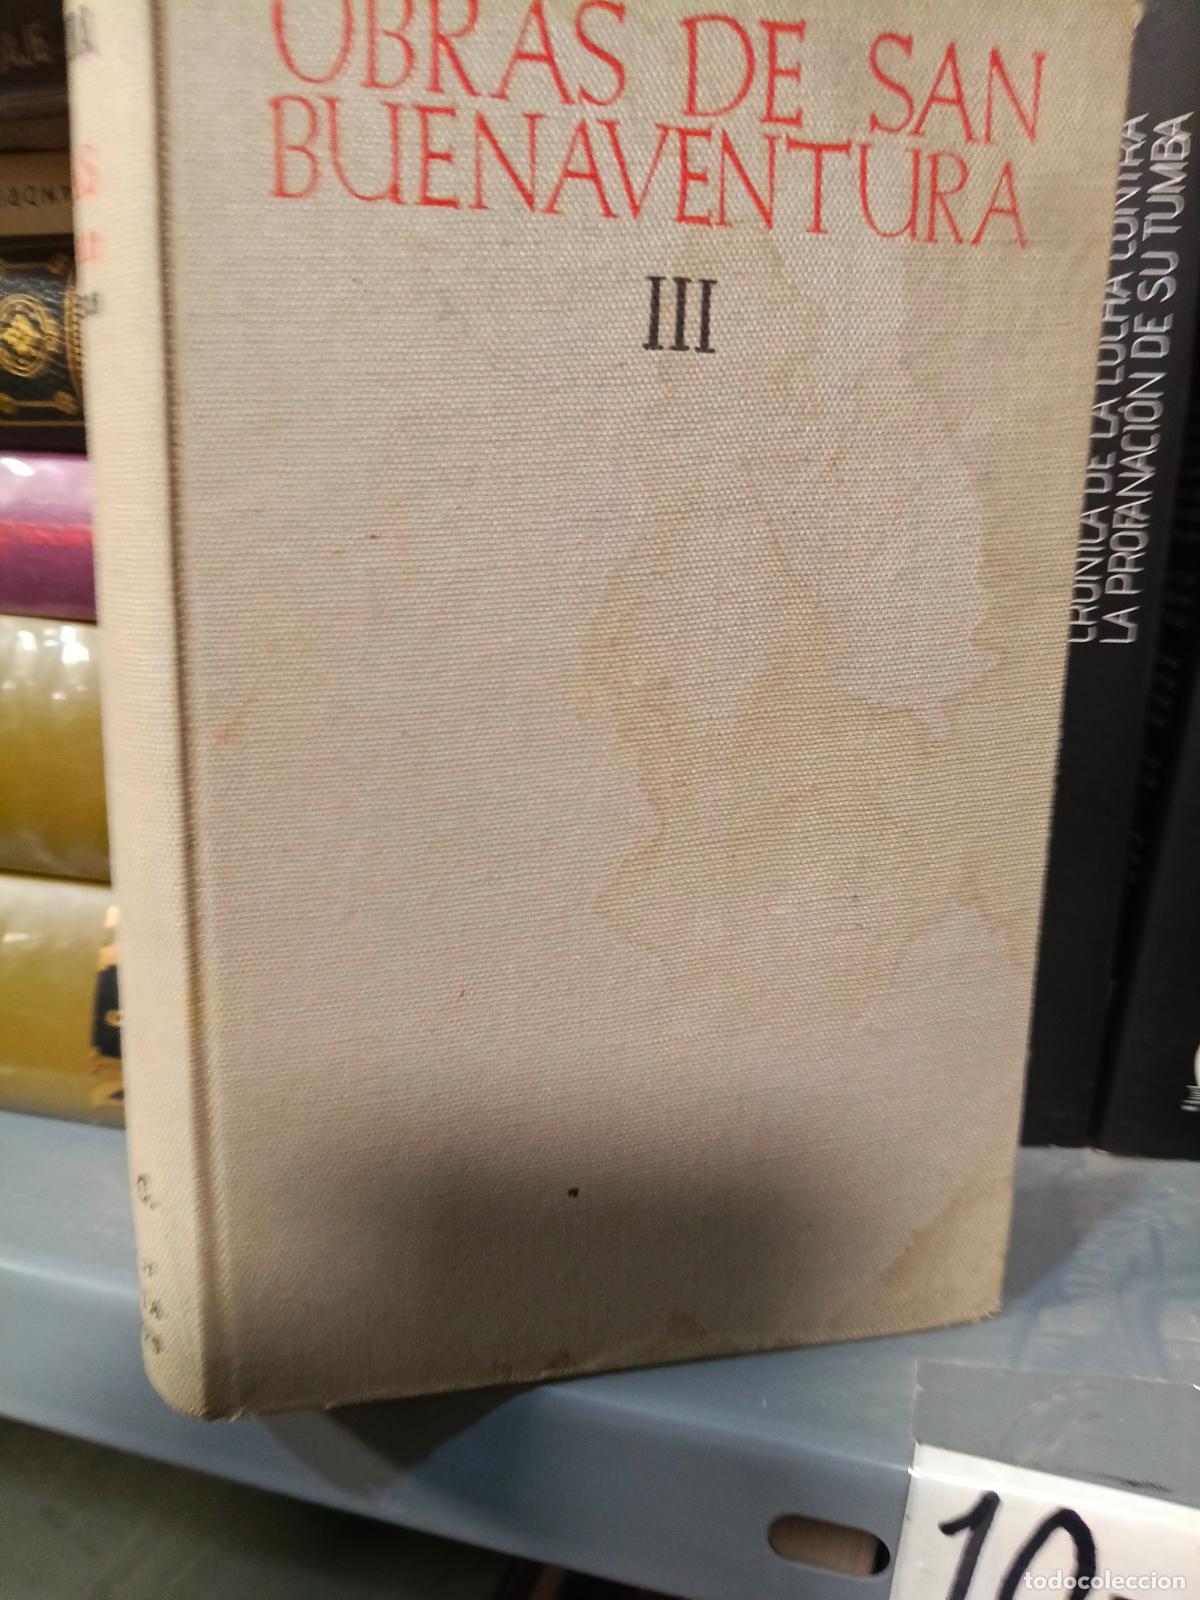 OBRAS DE SAN
BUENAVENTURA
III
CRÓNICA DE LA LUCHA CONTRA
LA PROFANACIÓN DE SU TUMBA
10
todocoleccion